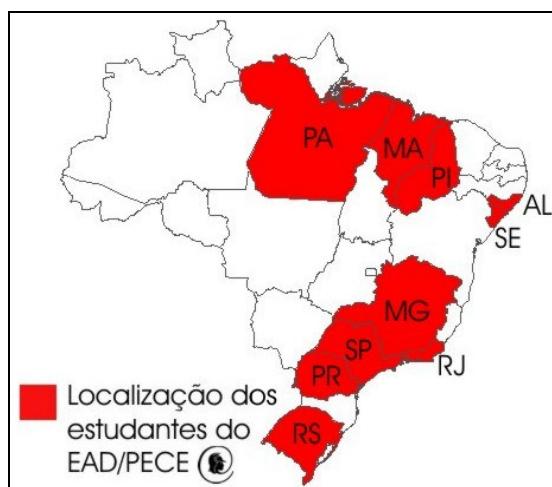 PA
MA
PI
AL
SE
MG
SP
RJ
PR
RS
Localização dos
estudantes do
EAD/PECE